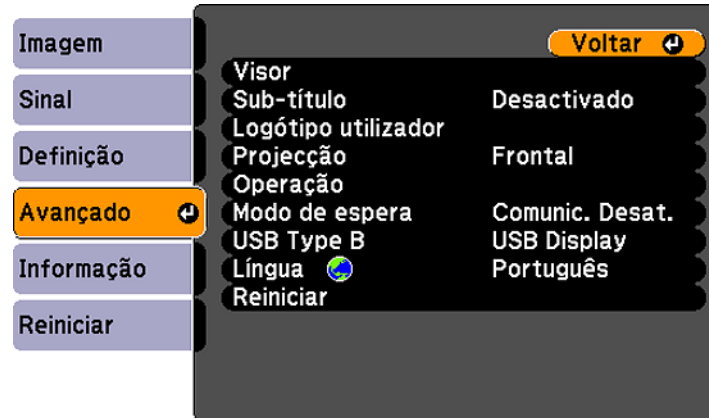 Imagem
Sinal
Definição
Avançado
Informação
Reiniciar
Voltar
Visor
Sub-título Desactivado
Logótipo utilizador
Projecção Frontal
Operação
Modo de espera Comunic. Desat.
USB Type B USB Display
Língua Português
Reiniciar